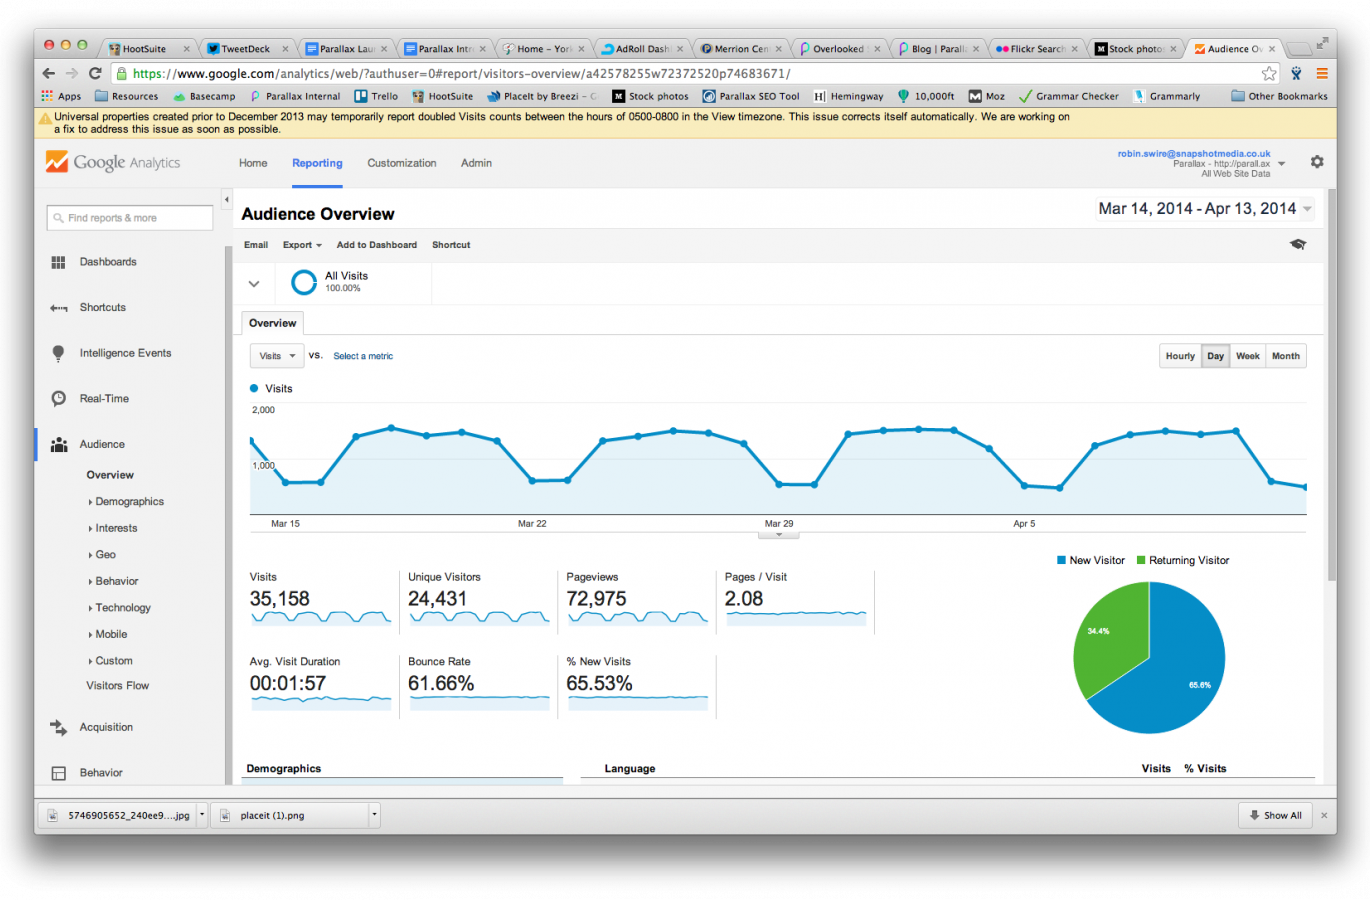 HootSuite
TweetDeck
Parallax Lau
Parallax Intr
Home – York
AdRoll Dash
Merrion Cen
Overlooked
Blog | Paralla
Flickr Search
Stock photo
Audience Ov
https://www.google.com/analytics/web/?authuser=0#report/visitors-overview/a42578255w72372520p74683671/
Apps
Resources
Basecamp
Parallax Internal
Trello
HootSuite
PlaceIt by Breezi – G
Stock photos
Parallax SEO Tool
Hemingway
10,000ft
Moz
Grammar Checker
Grammarly
Other Bookmarks
Universal properties created prior to December 2013 may temporarily report doubled Visits counts between the hours of 0500-0800 in the View timezone. This issue corrects itself automatically. We are working on
a fix to address this issue as soon as possible.
Google Analytics
Home
Reporting
Customization
Admin
robin.swire@snapshotmedia.co.uk
Parallax - http://parall.ax
All Web Site Data
Find reports & more
Dashboards
Shortcuts
Intelligence Events
Real-Time
Audience
Overview
Demographics
Interests
Geo
Behavior
Technology
Mobile
Custom
Visitors Flow
Acquisition
Behavior
Audience Overview
Mar 14, 2014 - Apr 13, 2014
Email
Export
Add to Dashboard
Shortcut
All Visits
100.00%
Overview
Visits
VS.
Select a metric
Hourly
Day
Week
Month
Visits
2,000
1,000
Mar 15
Mar 22
Mar 29
Apr 5
Visits
35,158
Unique Visitors
24,431
Pageviews
72,975
Pages / Visit
2.08
Avg. Visit Duration
00:01:57
Bounce Rate
61.66%
% New Visits
65.53%
New Visitor
Returning Visitor
34.4%
65.6%
Demographics
Language
Visits
% Visits
5746905652_240ee9....jpg
placeit (1).png
Show All